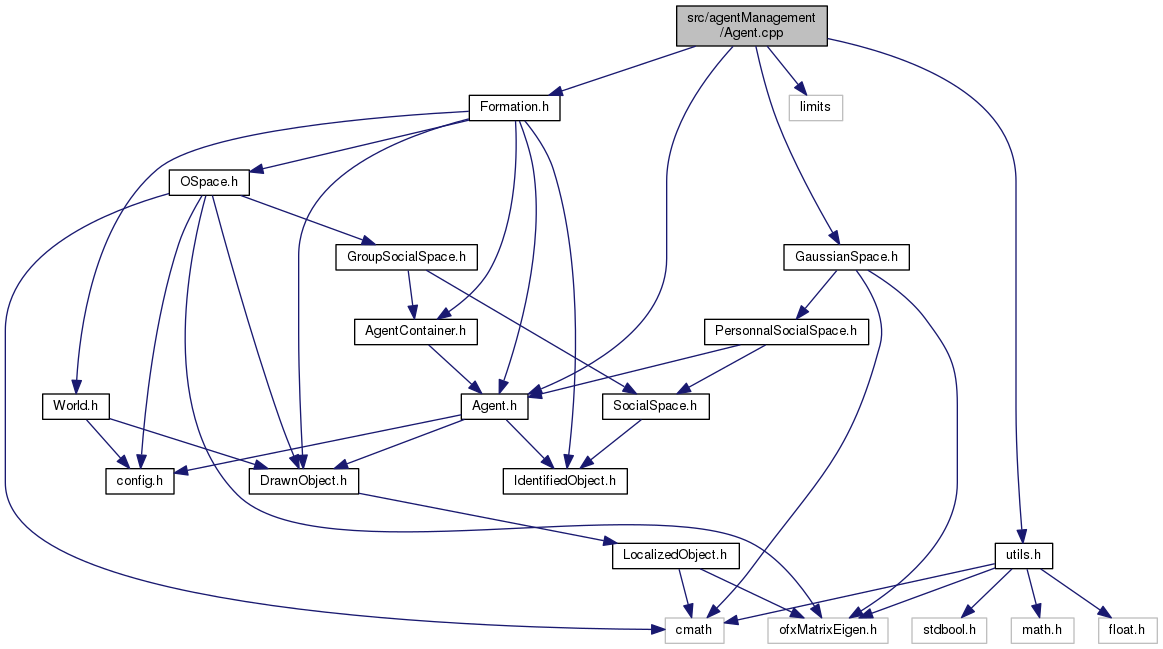 src/agentManagement
/Agent.cpp
Formation.h
limits
OSpace.h
GroupSocialSpace.h
GaussianSpace.h
AgentContainer.h
PersonnalSocialSpace.h
World.h
Agent.h
SocialSpace.h
config.h
DrawnObject.h
IdentifiedObject.h
LocalizedObject.h
utils.h
cmath
ofxMatrixEigen.h
stdbool.h
math.h
float.h